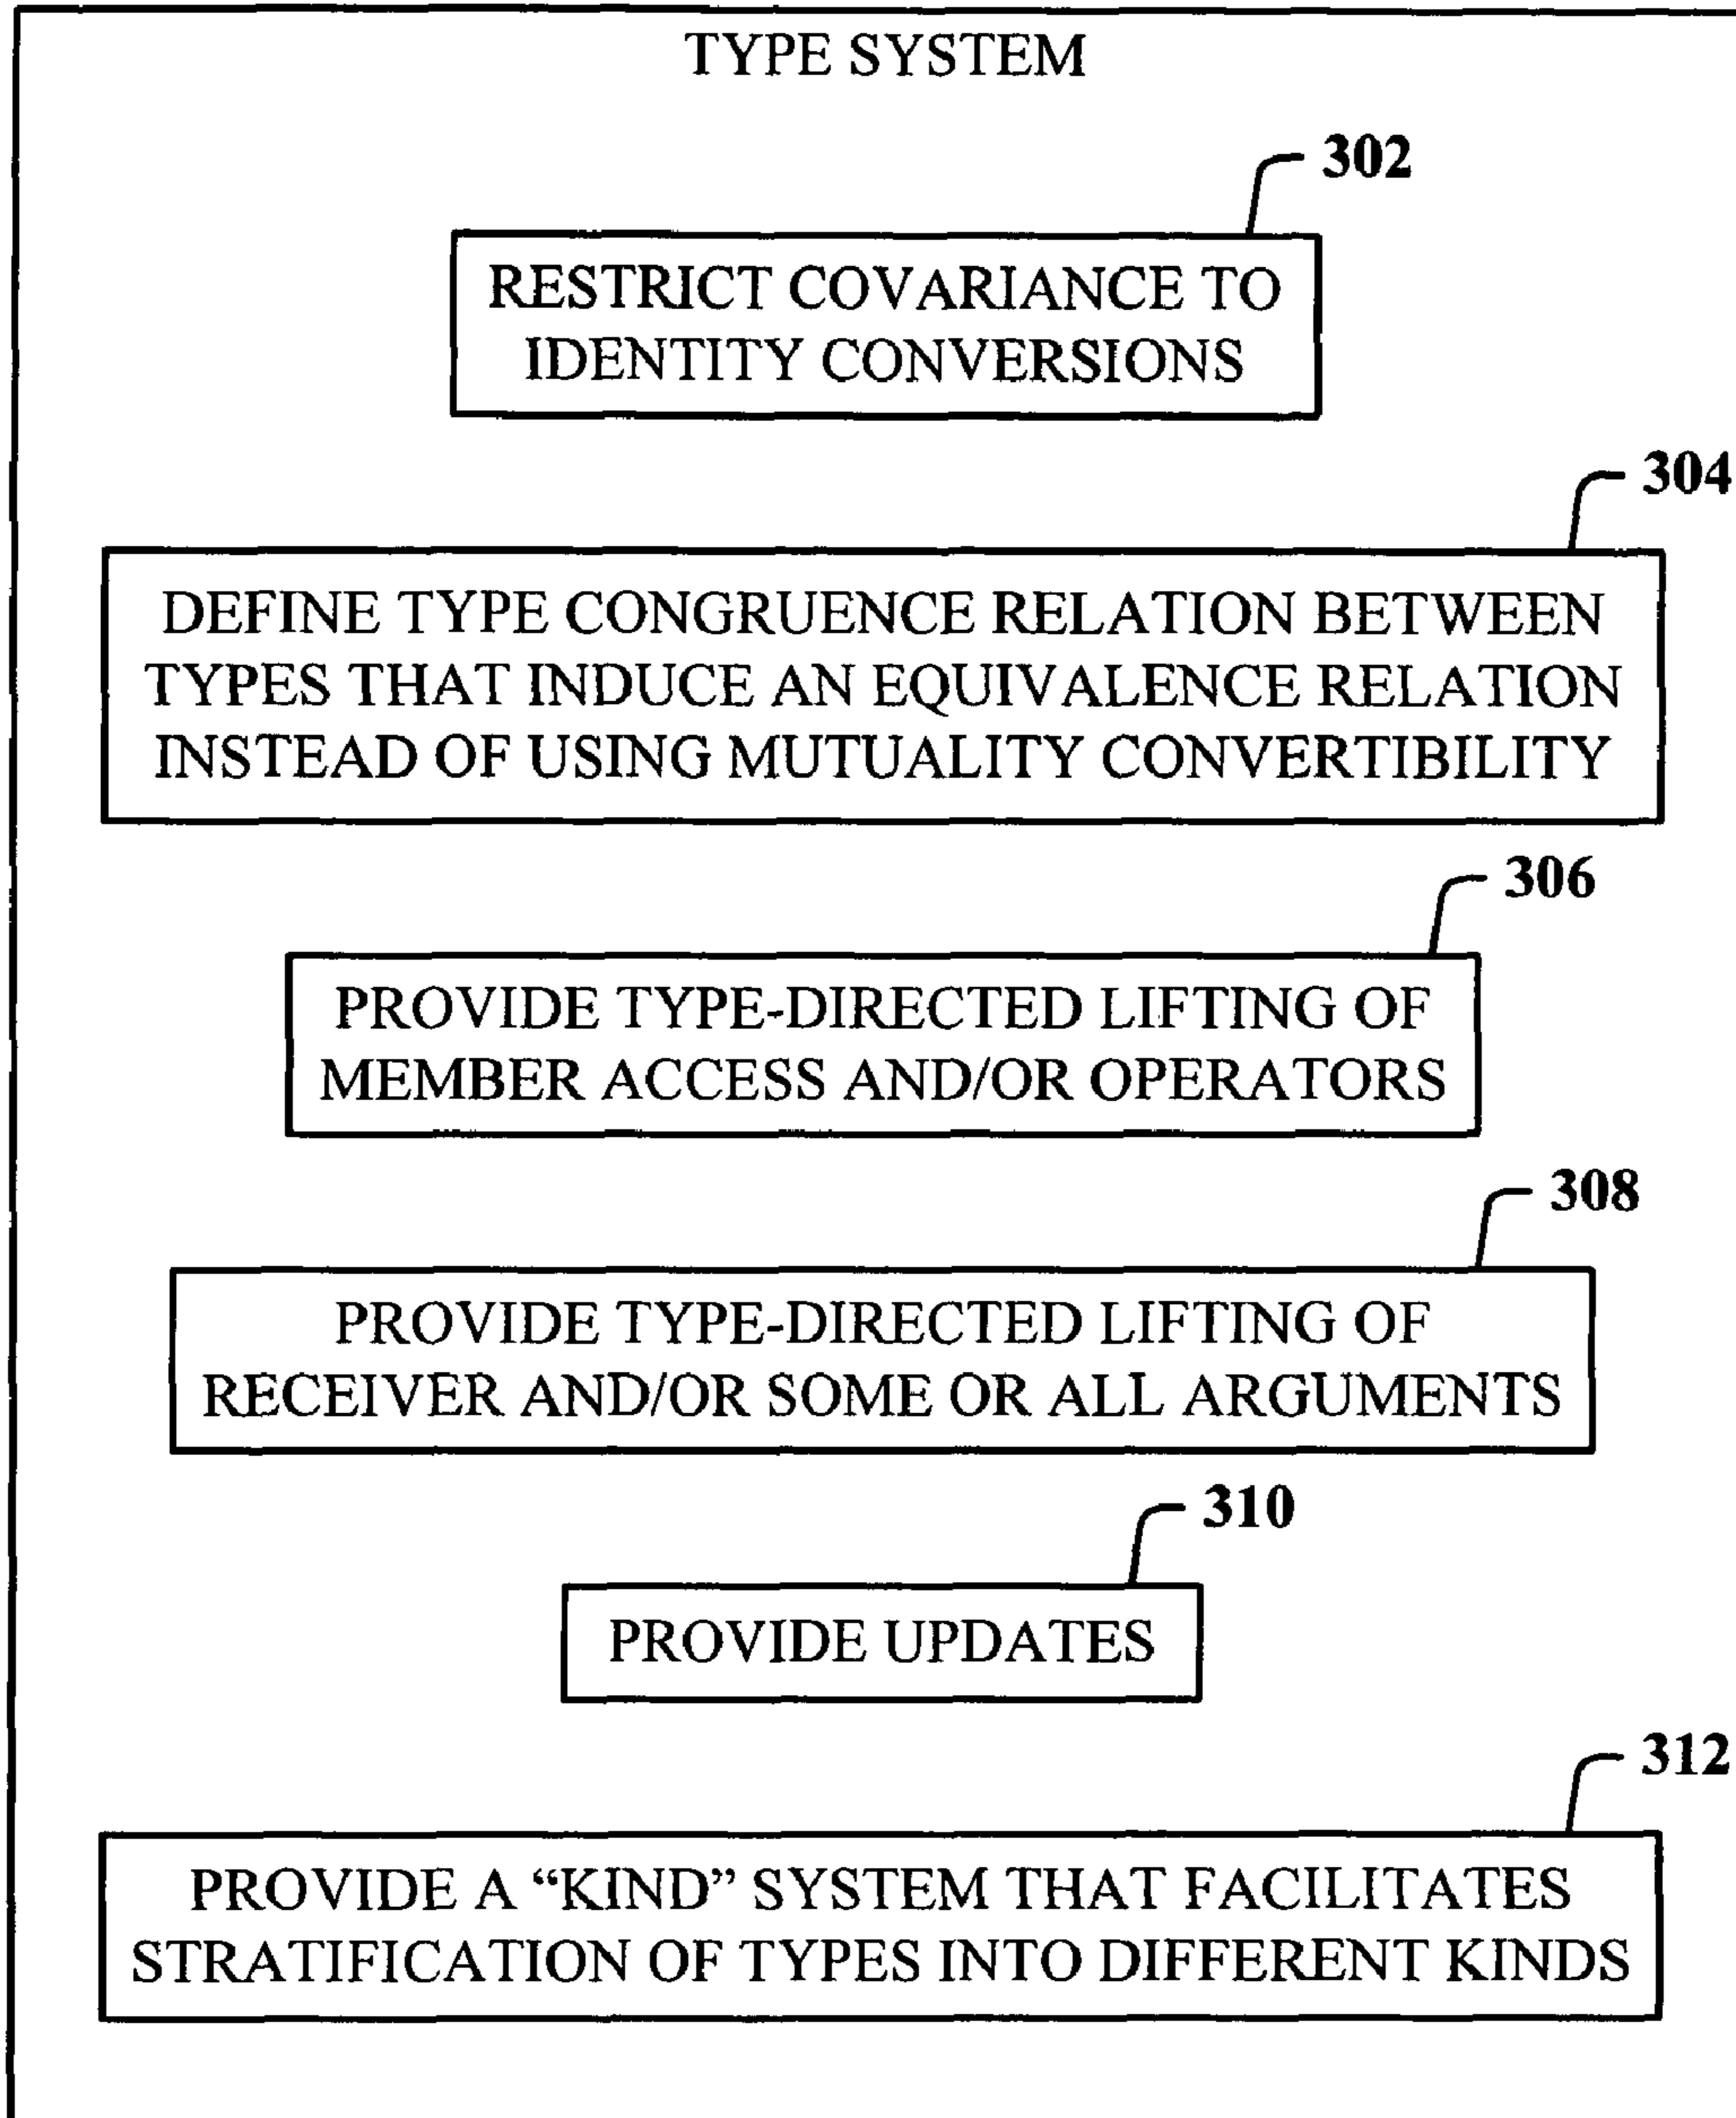 TYPE SYSTEM
302
RESTRICT COVARIANCE TO
IDENTITY CONVERSIONS
304
DEFINE TYPE CONGRUENCE RELATION BETWEEN
TYPES THAT INDUCE AN EQUIVALENCE RELATION
INSTEAD OF USING MUTUALITY CONVERTIBILITY
306
PROVIDE TYPE-DIRECTED LIFTING OF
MEMBER ACCESS AND/OR OPERATORS
308
PROVIDE TYPE-DIRECTED LIFTING OF
RECEIVER AND/OR SOME OR ALL ARGUMENTS
310
PROVIDE UPDATES
312
PROVIDE A “KIND” SYSTEM THAT FACILITATES
STRATIFICATION OF TYPES INTO DIFFERENT KINDS